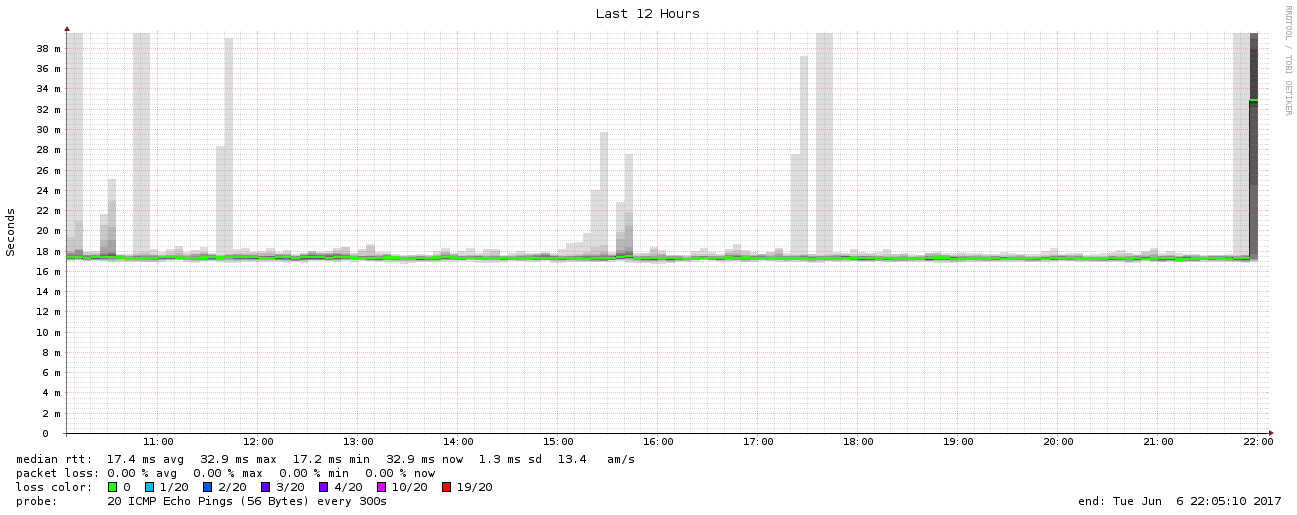 Last 12 Hours
RRDTOOL / TOBI OETIKER
Seconds
38 m
36 m
34 m
32 m
30 m
28 m
26 m
24 m
22 m
20 m
18 m
16 m
14 m
12 m
10 m
8 m
6 m
4 m
2 m
0
11:00 12:00 13:00 14:00 15:00 16:00 17:00 18:00 19:00 20:00 21:00 22:00
median rtt: 17.4 ms avg 32.9 ms max 17.2 ms min 32.9 ms now 1.3 ms sd 13.4 am/s
packet loss: 0.00 % avg 0.00 % max 0.00 % min 0.00 % now
loss color: 0 1/20 2/20 3/20 4/20 10/20 19/20
probe: 20 ICMP Echo Pings (56 Bytes) every 300s end: Tue Jun 6 22:05:10 2017